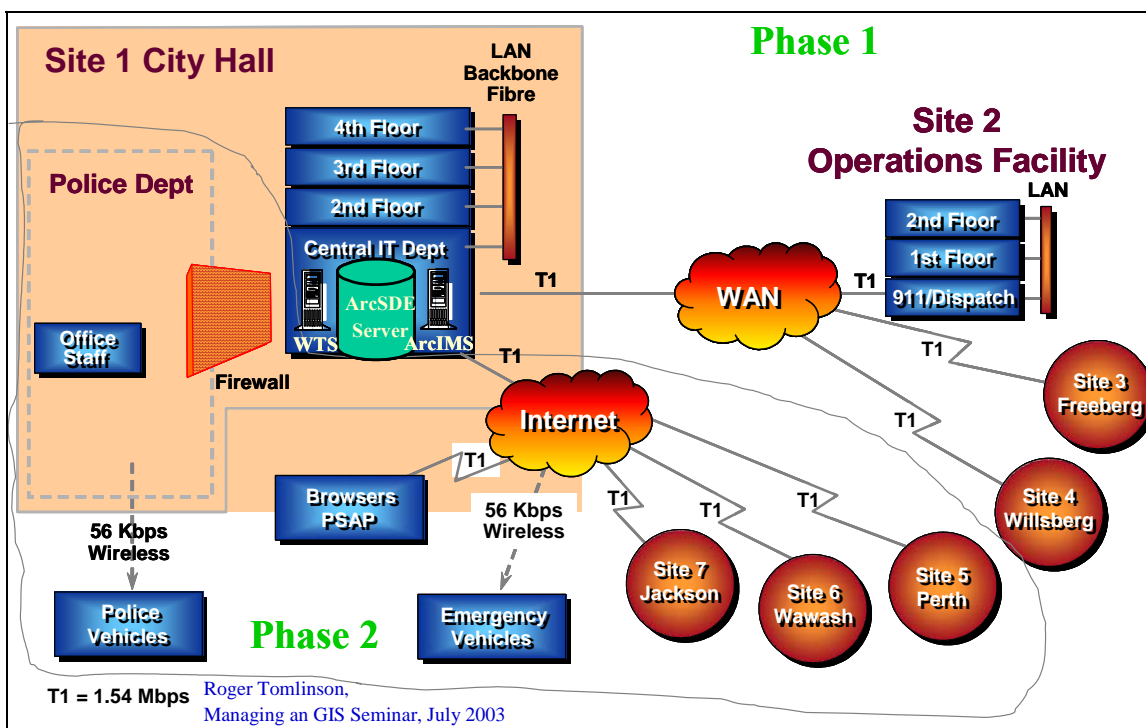 Phase 1
Site 1 City Hall
LAN
Backbone
Fibre
4th Floor
3rd Floor
2nd Floor
Central IT Dept
ArcSDE
Server
WTS
ArcIMS
Police Dept
Office
Staff
Firewall
Site 2
Operations Facility
LAN
2nd Floor
1st Floor
911/Dispatch
T1
WAN
T1
T1
Site 3
Freeberg
T1
Site 4
Willsberg
T1
Internet
T1
Browsers
PSAP
56 Kbps
Wireless
56 Kbps
Wireless
T1
T1
T1
Site 7
Jackson
Site 6
Wawash
Site 5
Perth
Police
Vehicles
Phase 2
Emergency
Vehicles
T1 = 1.54 Mbps
Roger Tomlinson,
Managing an GIS Seminar, July 2003